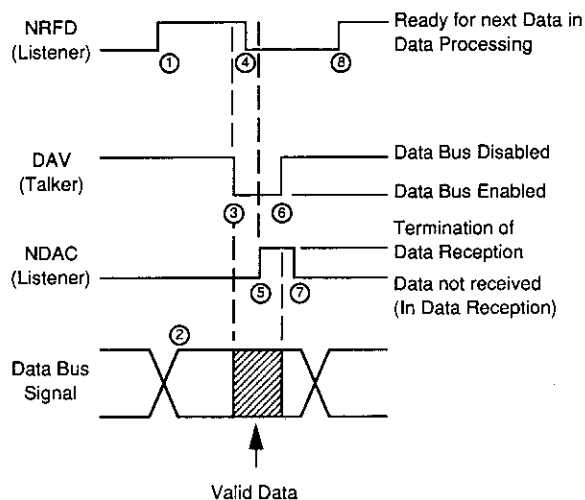 NRFD
(Listener)
Ready for next Data in
Data Processing
1
4
8
DAV
(Talker)
Data Bus Disabled
Data Bus Enabled
3
6
NDAC
(Listener)
Termination of
Data Reception
Data not received
(In Data Reception)
5
7
2
Data Bus
Signal
Valid Data